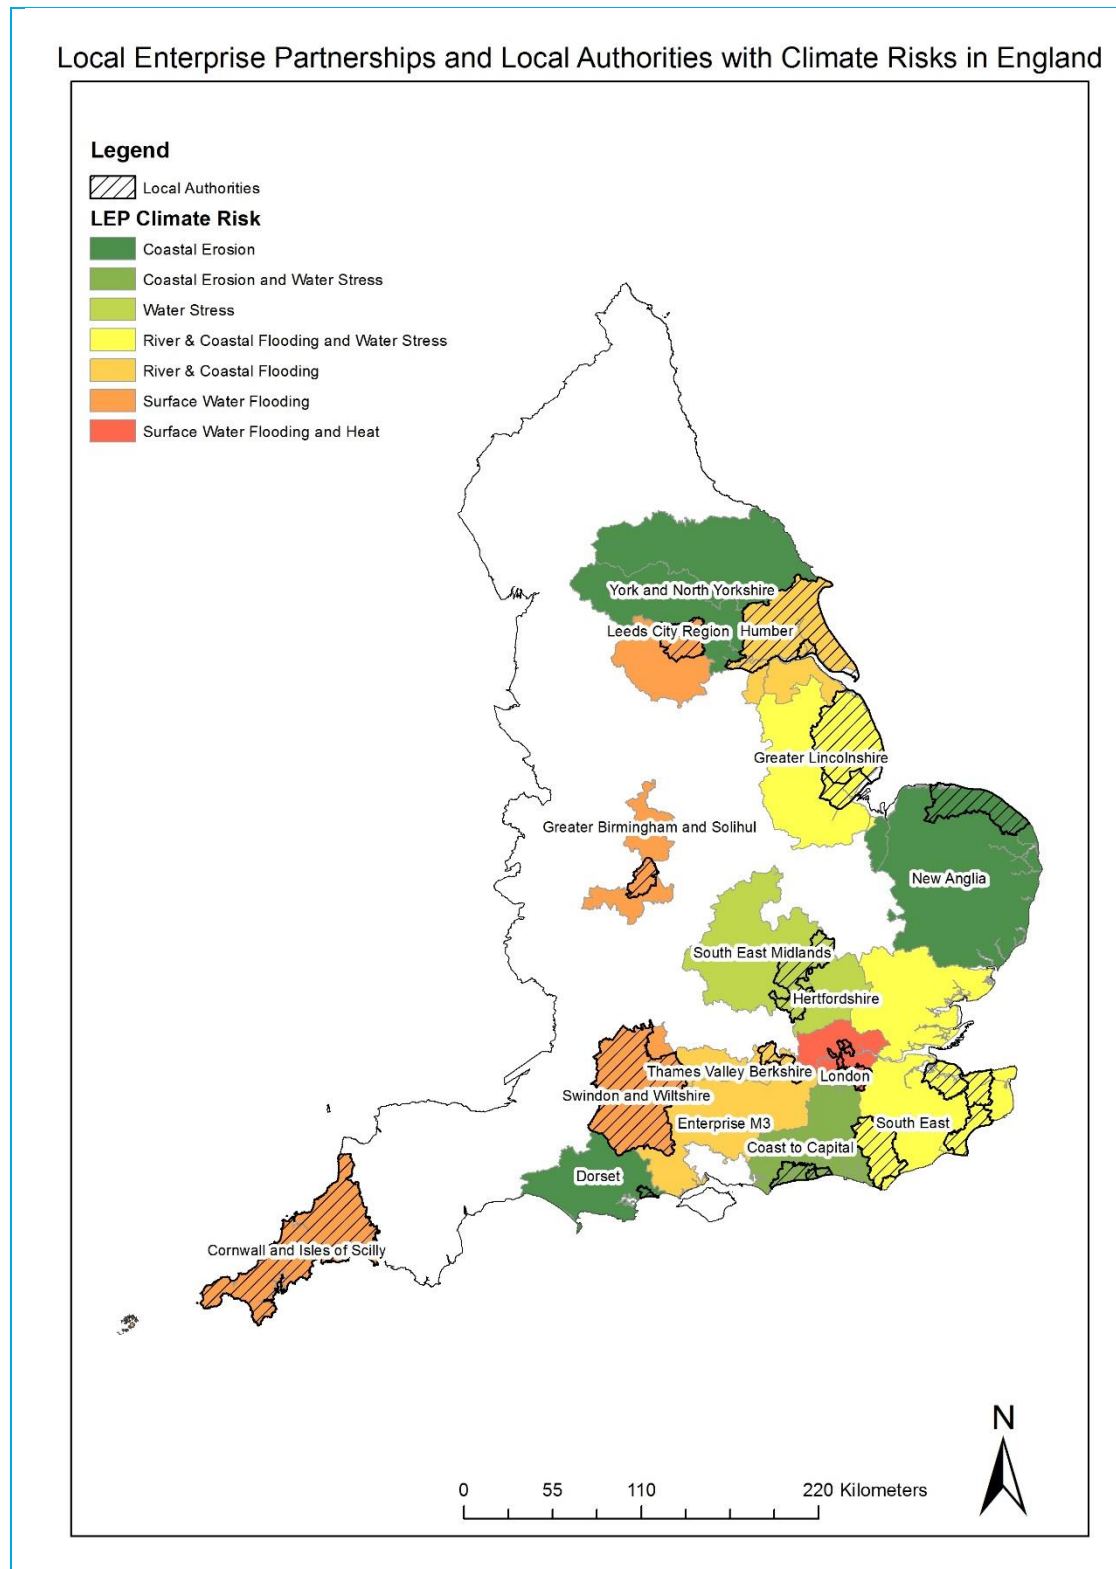 Local Enterprise Partnerships and Local Authorities with Climate Risks in England
Legend
Local Authorities
LEP Climate Risk
Coastal Erosion
Coastal Erosion and Water Stress
Water Stress
River & Coastal Flooding and Water Stress
River & Coastal Flooding
Surface Water Flooding
Surface Water Flooding and Heat
York and North Yorkshire
Leeds City Region
Humber
Greater Lincolnshire
Greater Birmingham and Solihul
New Anglia
South East Midlands
Hertfordshire
Thames Valley Berkshire
London
Swindon and Wiltshire
Enterprise M3
South East
Coast to Capital
Dorset
Cornwall and Isles of Scilly
N
0 55 110 220 Kilometers